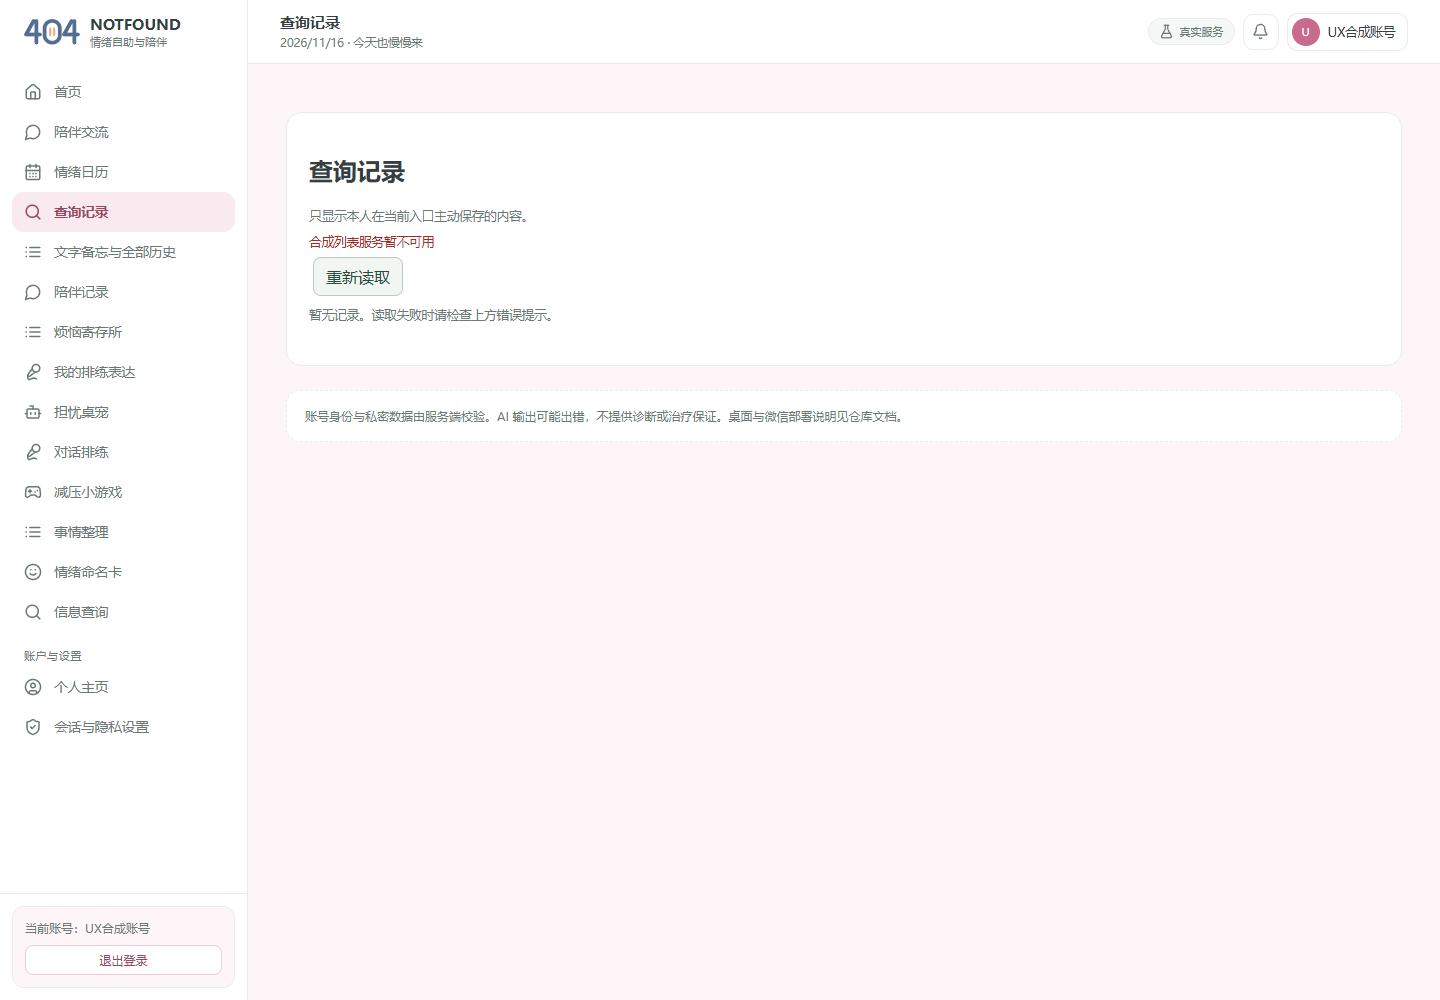 404 NOTFOUND
情绪自助与陪伴
首页
陪伴交流
情绪日历
查询记录
文字备忘与全部历史
陪伴记录
烦恼寄存所
我的排练表达
担忧桌宠
对话排练
减压小游戏
事情整理
情绪命名卡
信息查询
账户与设置
个人主页
会话与隐私设置
当前账号：UX合成账号
退出登录
查询记录
2026/11/16 · 今天也慢慢来
真实服务
U
UX合成账号
查询记录
只显示本人在当前入口主动保存的内容。
合成列表服务暂不可用
重新读取
暂无记录。读取失败时请检查上方错误提示。
账号身份与私密数据由服务端校验。AI 输出可能出错，不提供诊断或治疗保证。桌面与微信部署说明见仓库文档。